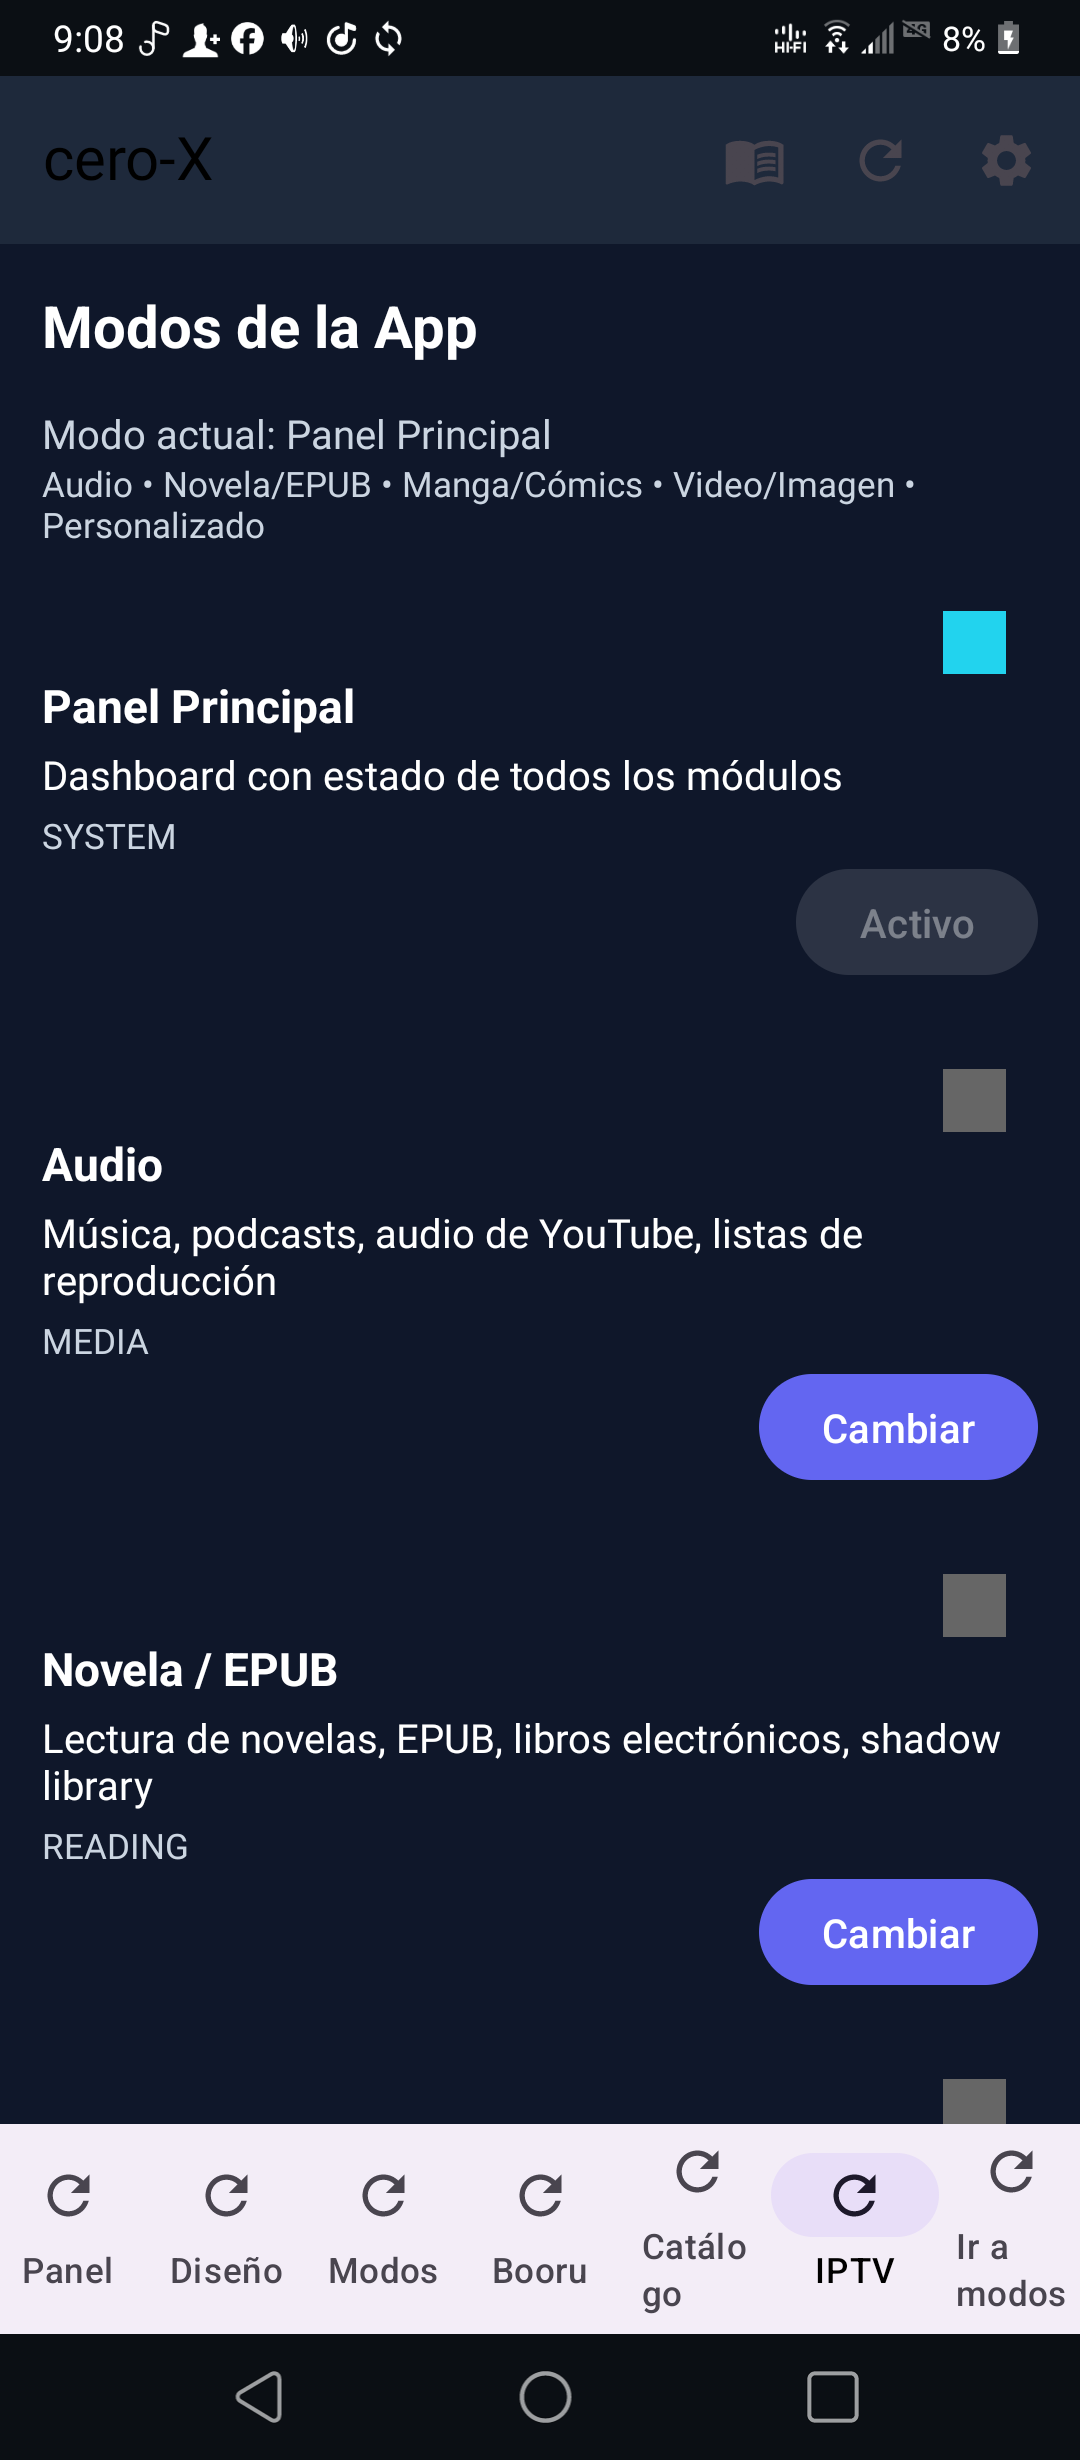 9:08
HI-FI
4G
8%
cero-X
Modos de la App
Modo actual: Panel Principal
Audio • Novela/EPUB • Manga/Cómics • Video/Imagen •
Personalizado
Panel Principal
Dashboard con estado de todos los módulos
SYSTEM
Activo
Audio
Música, podcasts, audio de YouTube, listas de
reproducción
MEDIA
Cambiar
Novela / EPUB
Lectura de novelas, EPUB, libros electrónicos, shadow
library
READING
Cambiar
Panel
Diseño
Modos
Booru
Catálo
go
IPTV
Ir a
modos